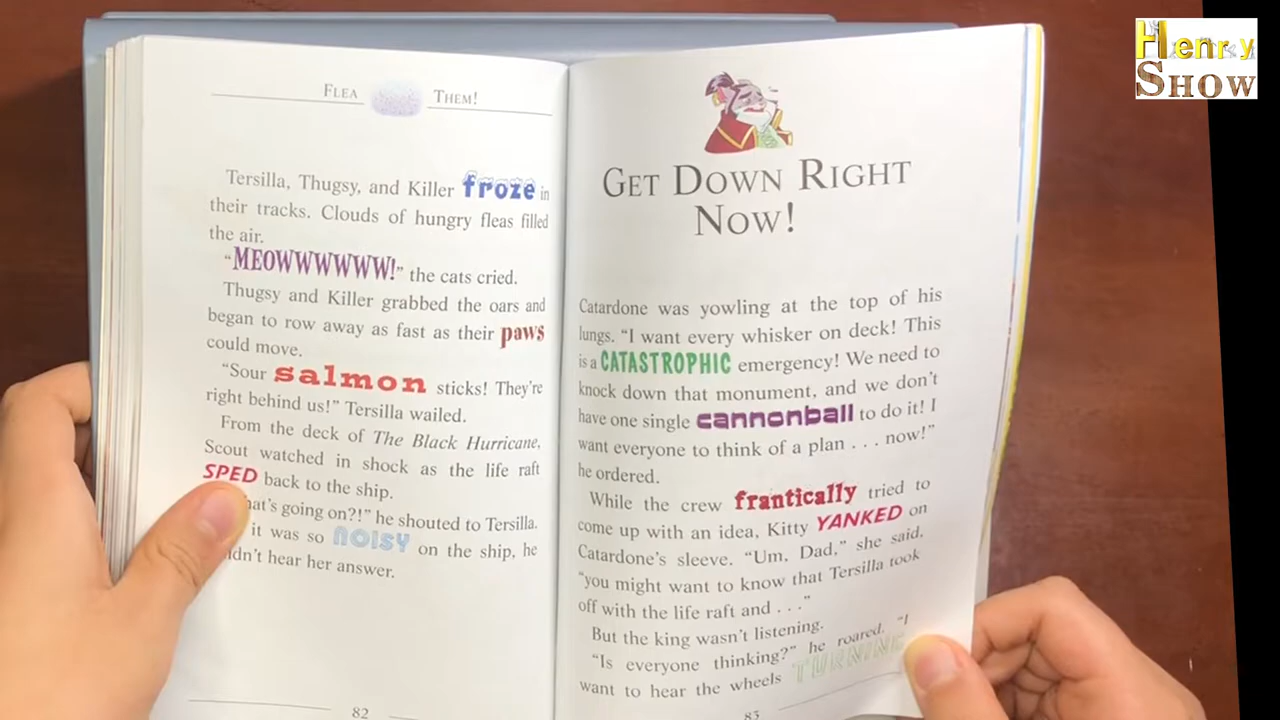 Henry
SHOW
FLEA THEM!
Tersilla, Thugsy, and Killer froze in
their tracks. Clouds of hungry fleas filled
the air.
“MEOWWWWWW!” the cats cried.
Thugsy and Killer grabbed the oars and
began to row away as fast as their paws
could move.
“Sour salmon sticks! They’re
right behind us!” Tersilla wailed.
From the deck of The Black Hurricane,
Scout watched in shock as the life raft
SPED back to the ship.
hat’s going on?!” he shouted to Tersilla.
it was so NOISY on the ship, he
dn’t hear her answer.
82
GET DOWN RIGHT
NOW!
Catardone was yowling at the top of his
lungs. “I want every whisker on deck! This
is a CATASTROPHIC emergency! We need to
knock down that monument, and we don’t
have one single cannonball to do it! I
want everyone to think of a plan . . . now!”
he ordered.
While the crew frantically tried to
come up with an idea, Kitty YANKED on
Catardone’s sleeve. “Um, Dad,” she said,
“you might want to know that Tersilla took
off with the life raft and . . .”
But the king wasn’t listening.
“Is everyone thinking?” he roared. “I
want to hear the wheels TURNING
83